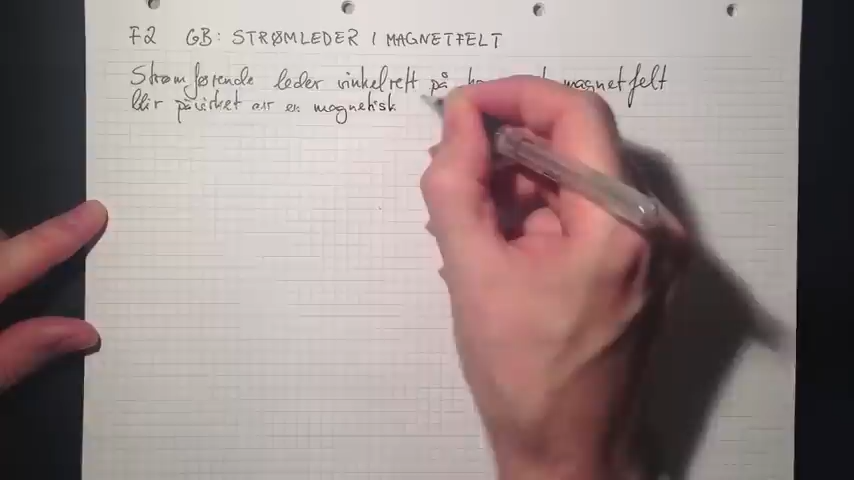 F2 GB: STRØMLEDER I MAGNETFELT
Strømførende leder vinkelrett på magnetfelt
blir påvirket av en magnetisk